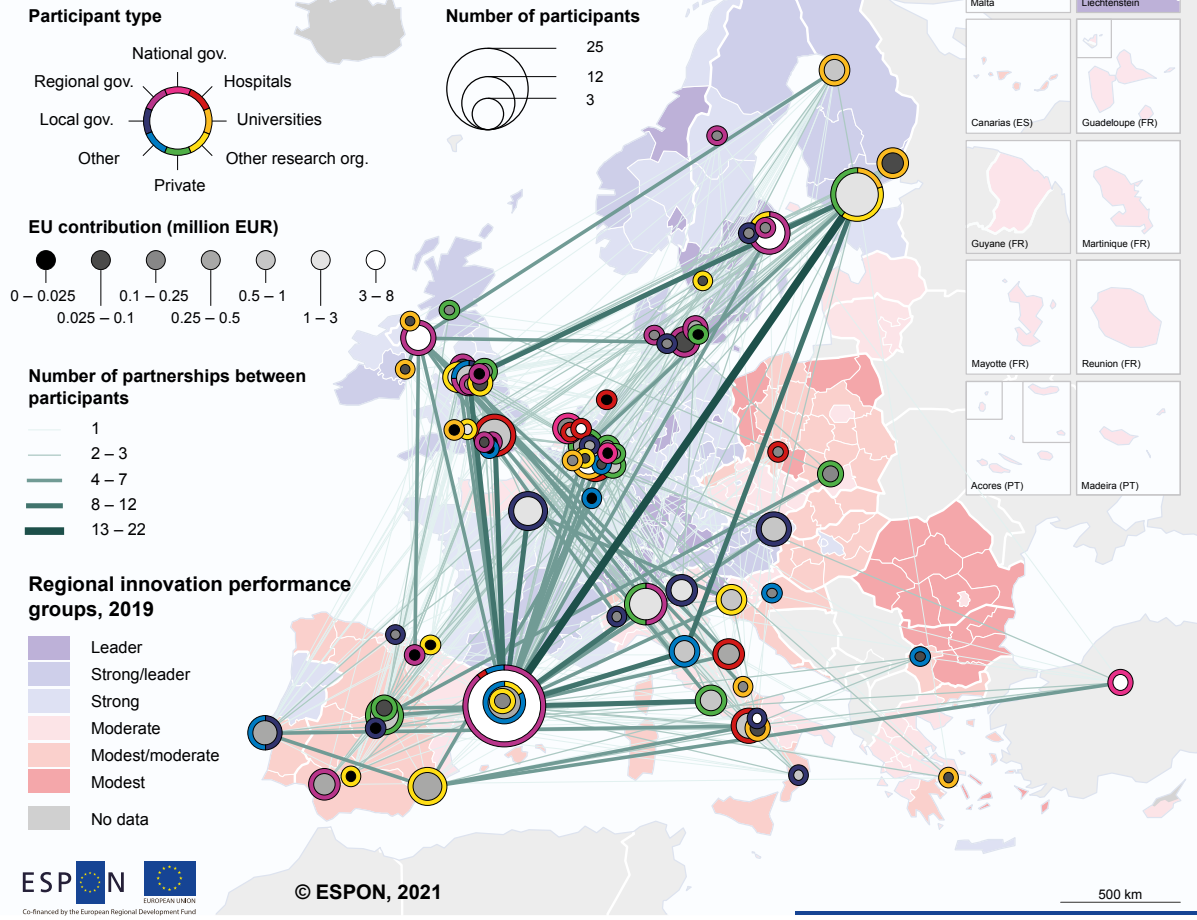 Participant type
National gov.
Regional gov.
Hospitals
Local gov.
Universities
Other
Other research org.
Private
Number of participants
25
12
3
EU contribution (million EUR)
0 – 0.025
0.1 – 0.25
0.5 – 1
3 – 8
0.025 – 0.1
0.25 – 0.5
1 – 3
Number of partnerships between
participants
1
2 – 3
4 – 7
8 – 12
13 – 22
Regional innovation performance
groups, 2019
Leader
Strong/leader
Strong
Moderate
Modest/moderate
Modest
No data
Malta
Liechtenstein
Canarias (ES)
Guadeloupe (FR)
Guyane (FR)
Martinique (FR)
Mayotte (FR)
Reunion (FR)
Acores (PT)
Madeira (PT)
ESPON
EUROPEAN UNION
Co-financed by the European Regional Development Fund
© ESPON, 2021
500 km